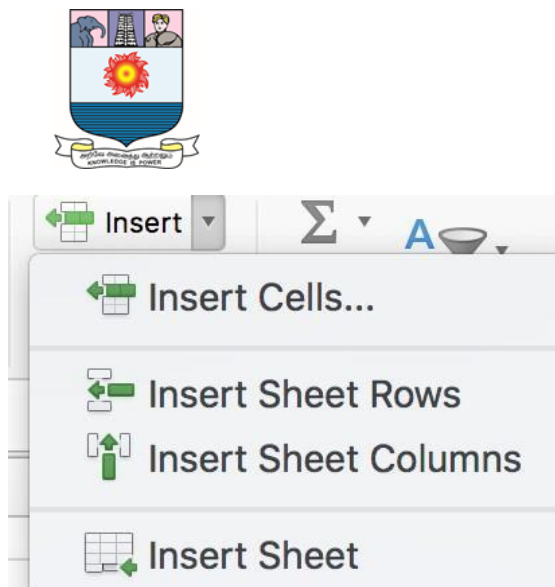 KNOWLEDGE IS POWER
Insert
Insert Cells...
Insert Sheet Rows
Insert Sheet Columns
Insert Sheet